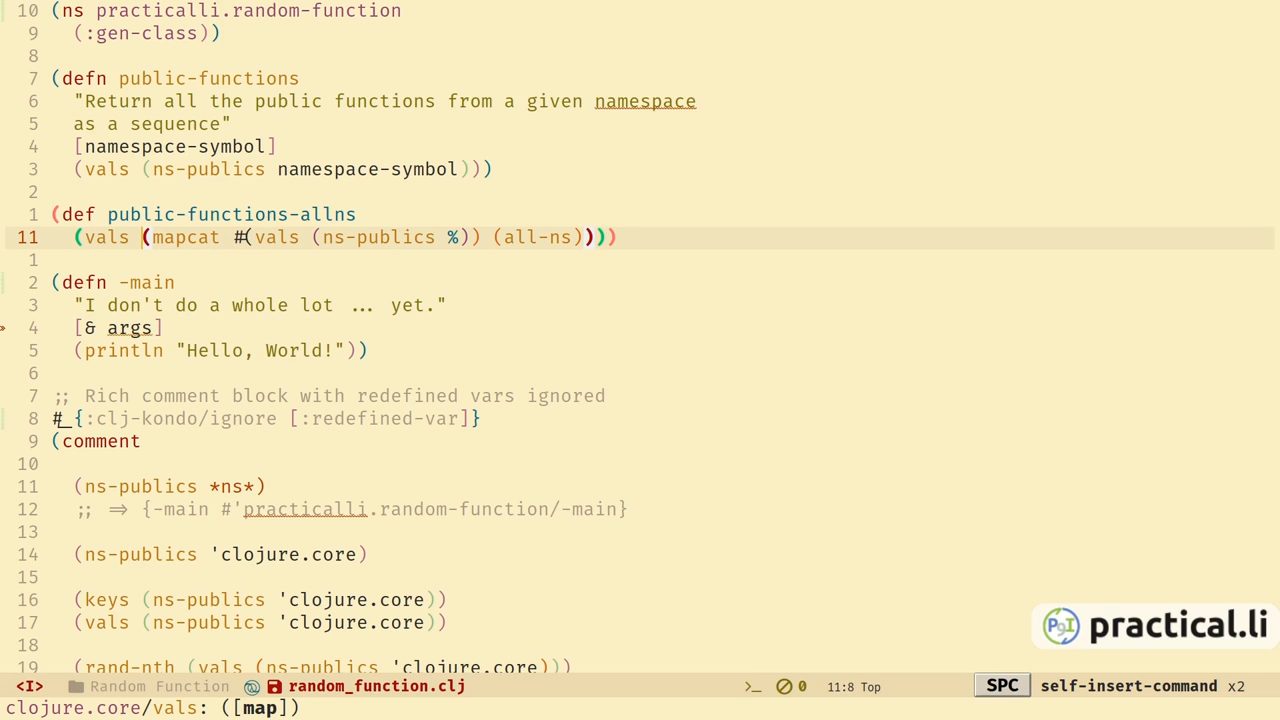 10 (ns practicalli.random-function
9 (:gen-class))
8
7 (defn public-functions
6 "Return all the public functions from a given namespace
5 as a sequence"
4 [namespace-symbol]
3 (vals (ns-publics namespace-symbol)))
2
1 (def public-functions-allns
11 (vals (mapcat #(vals (ns-publics %)) (all-ns))))
1
2 (defn -main
3 "I don't do a whole lot ... yet."
4 [& args]
5 (println "Hello, World!"))
6
7 ;; Rich comment block with redefined vars ignored
8 #_{:clj-kondo/ignore [:redefined-var]}
9 (comment
10
11 (ns-publics *ns*)
12 ;; => {-main #'practicalli.random-function/-main}
13
14 (ns-publics 'clojure.core)
15
16 (keys (ns-publics 'clojure.core))
17 (vals (ns-publics 'clojure.core))
18
19 (rand-nth (vals (ns-publics 'clojure.core)))
practical.li
<I> Random Function @ random_function.clj >_ 0 11:8 Top SPC self-insert-command x2
clojure.core/vals: ([map])